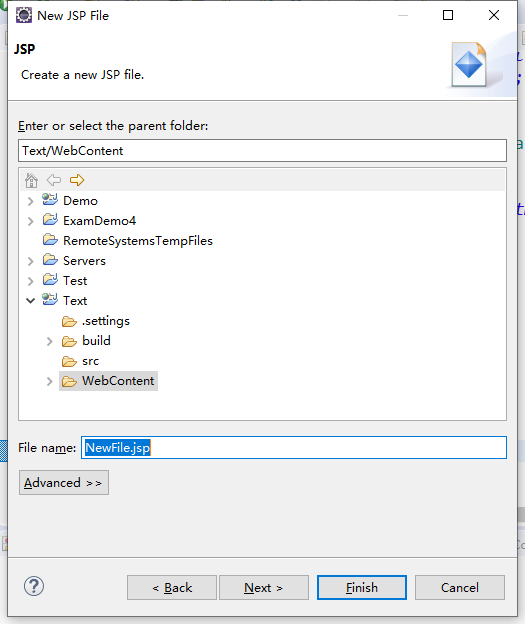 New JSP File
JSP
Create a new JSP file.
Enter or select the parent folder:
Text/WebContent
Demo
ExamDemo4
RemoteSystemsTempFiles
Servers
Test
Text
.settings
build
src
WebContent
File name: NewFile.jsp
Advanced >>
? < Back Next > Finish Cancel